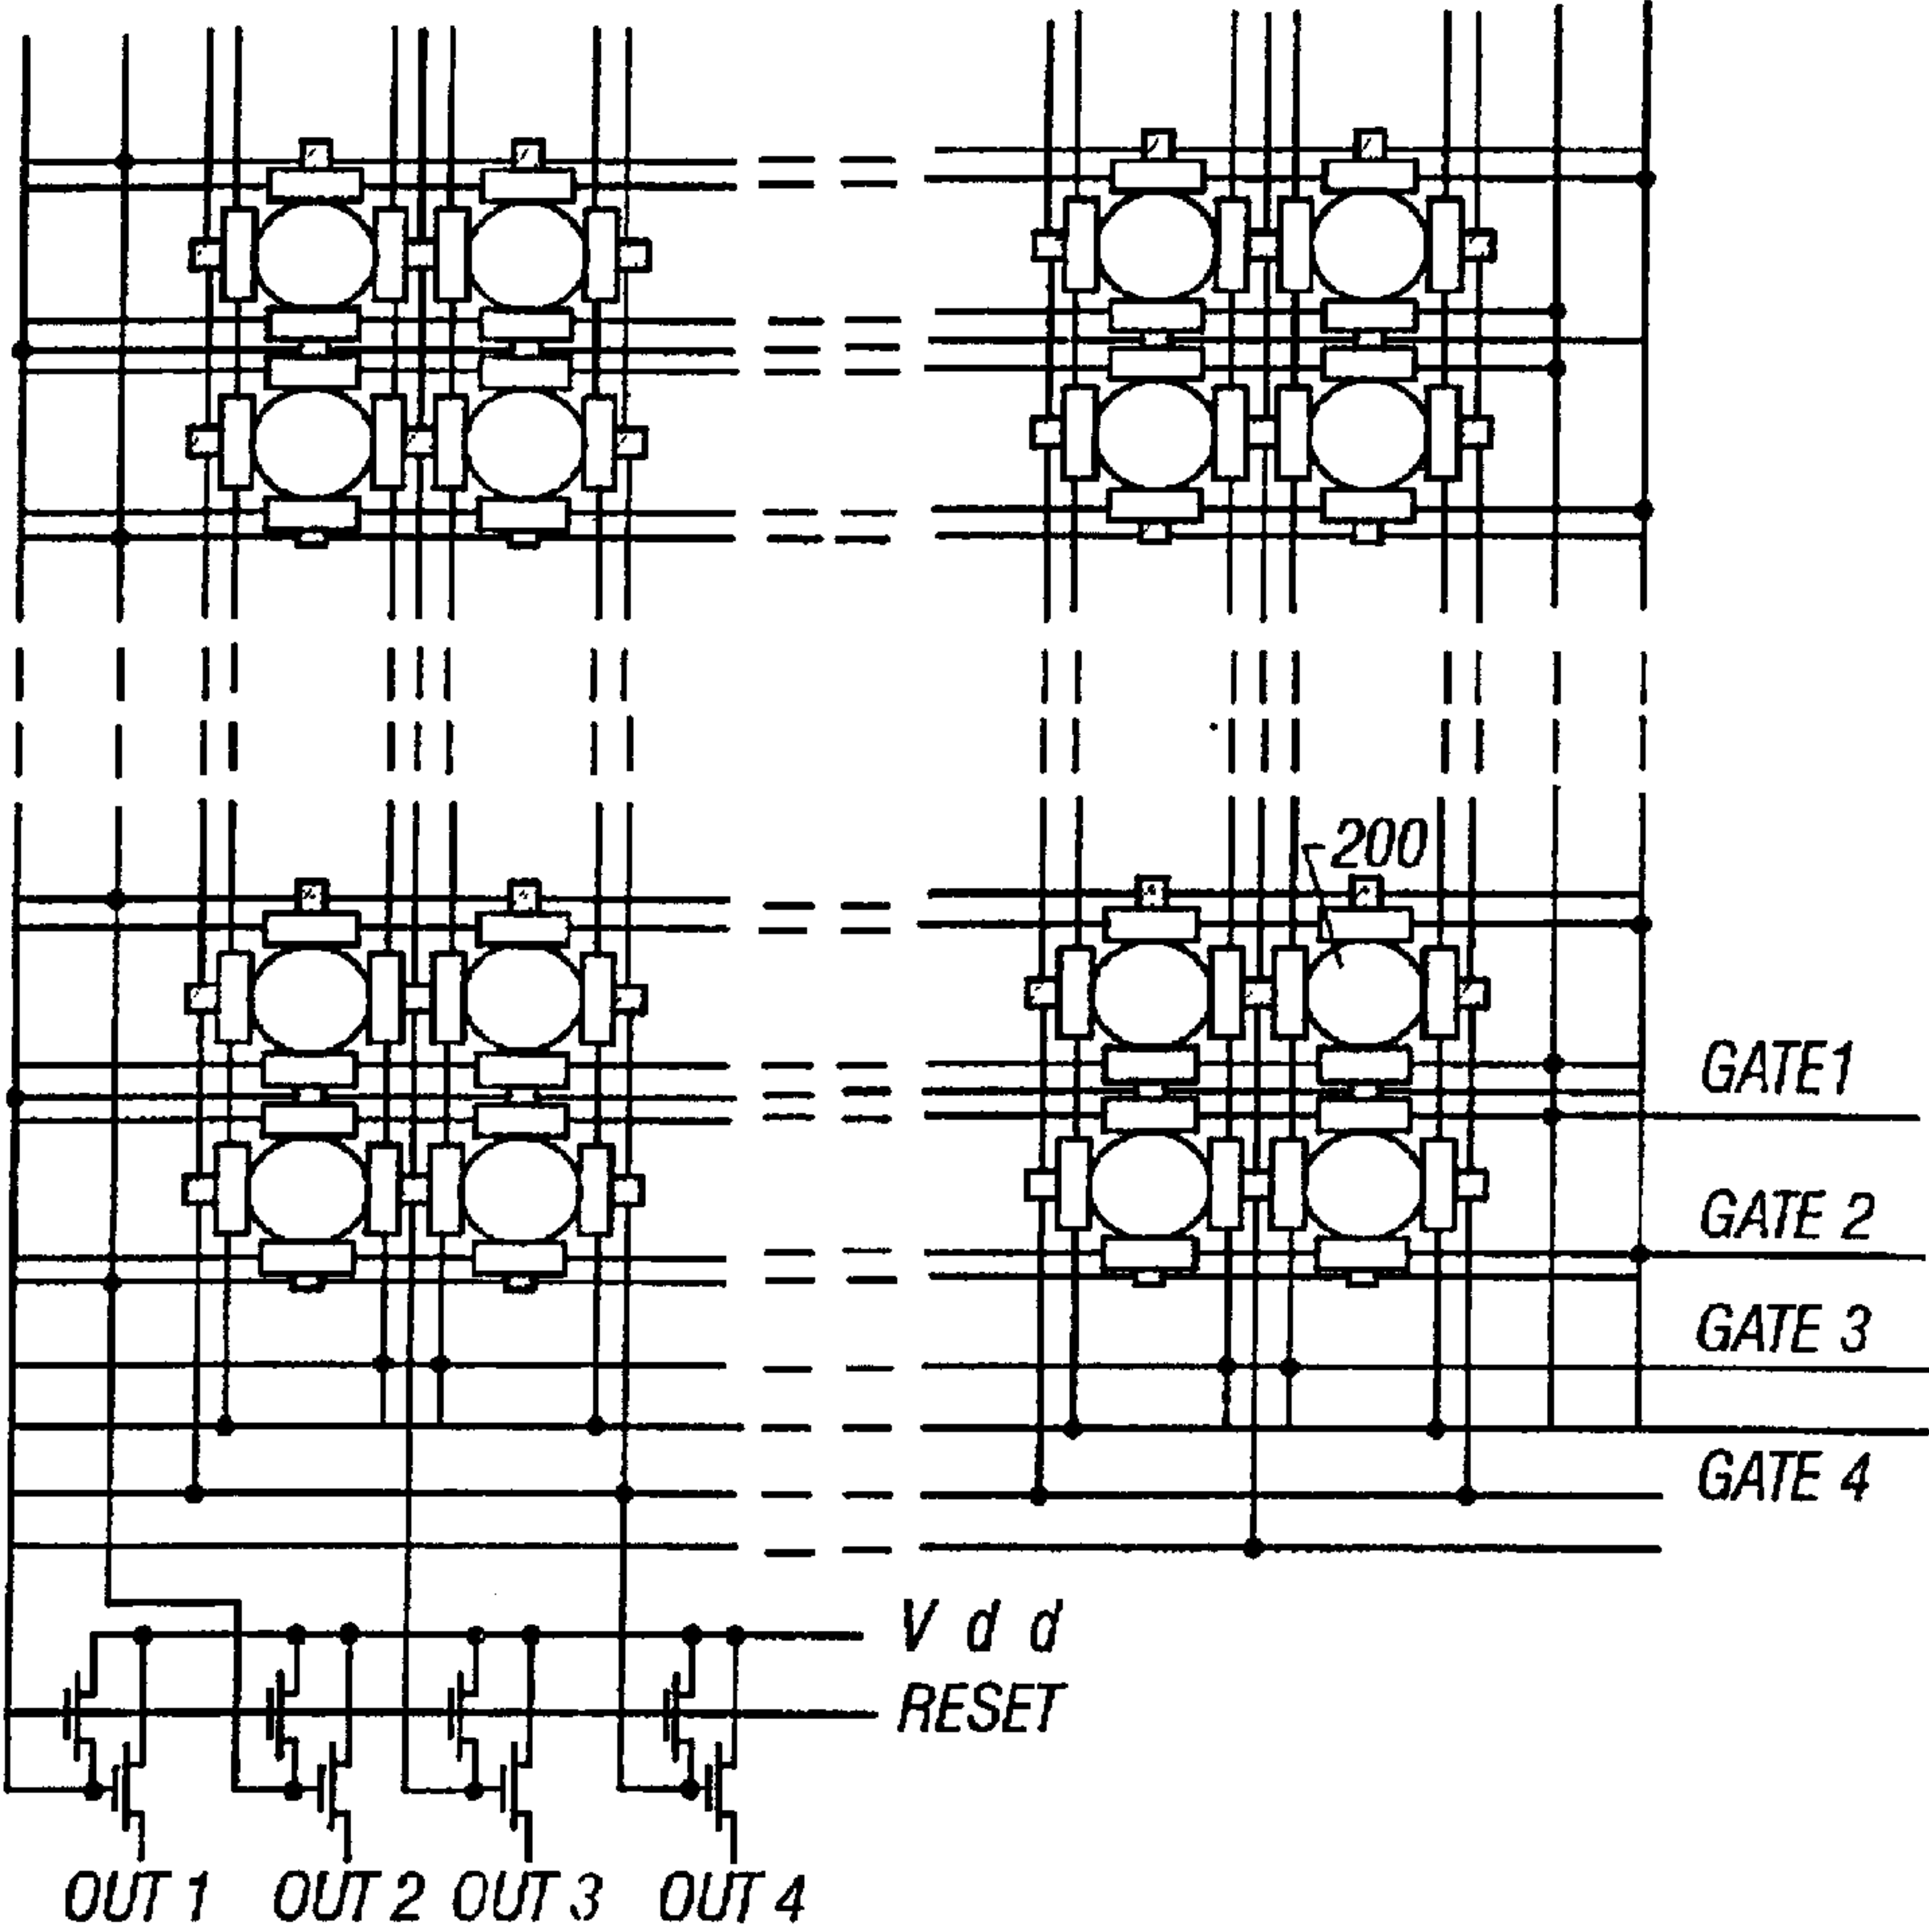 200
GATE1
GATE 2
GATE 3
GATE 4
V d d
RESET
OUT 1 OUT 2 OUT 3 OUT 4